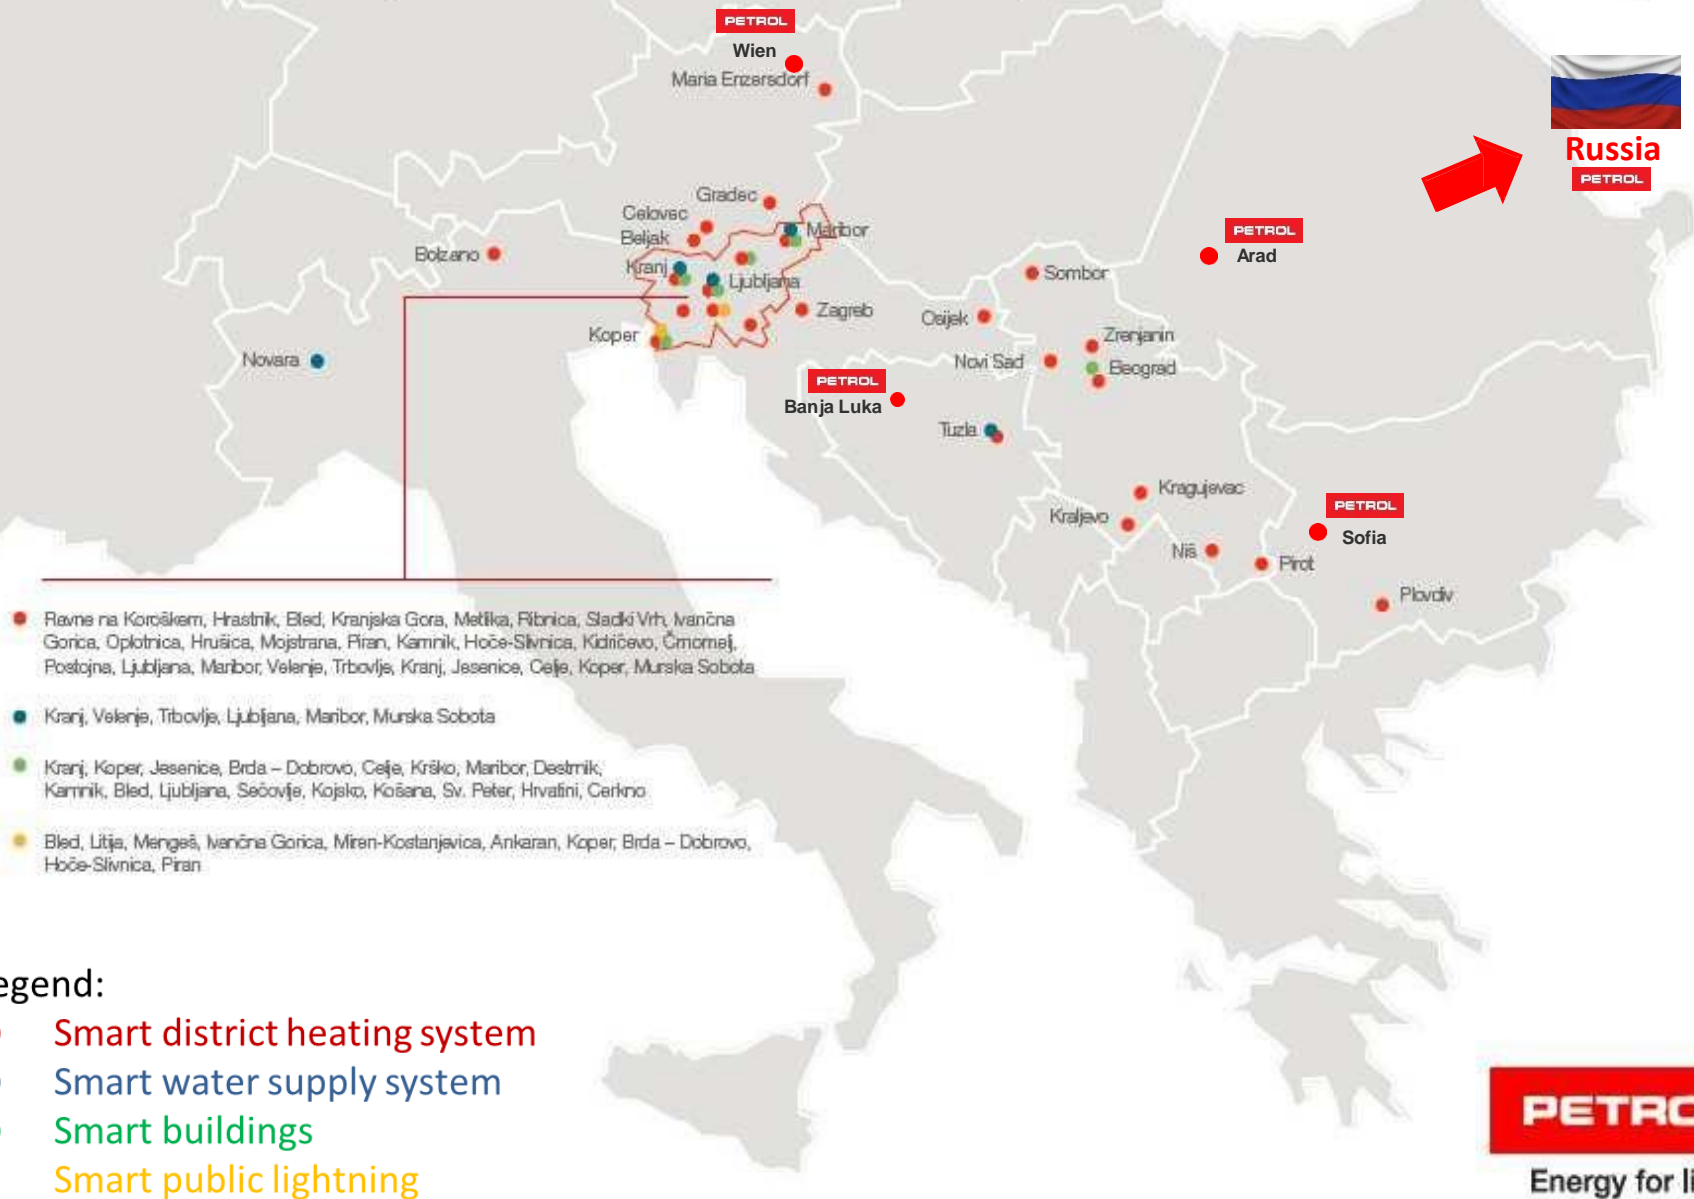 PETROL
Wien
Maria Enzersdorf
Russia
PETROL
Gradec
Celovec
Beljak
Maribor
PETROL
Arad
Bolzano
Kranj
Ljubljana
Sombor
Zagreb
Osijek
Koper
Zrenjanin
Novara
Novi Sad
Beograd
PETROL
Banja Luka
Tuzla
Kragujevac
PETROL
Kraljevo
Sofia
Niš
Pirot
Plovdiv
Ravne na Koroškem, Hrastnik, Bled, Kranjska Gora, Metlika, Ribnica, Sladki Vrh, Ivančna
Gorica, Oplotnica, Hrušica, Mojstrana, Piran, Kamnik, Hoče-Slivnica, Kidričevo, Črnomelj,
Postojna, Ljubljana, Maribor, Velenje, Trbovlje, Kranj, Jesenice, Celje, Koper, Murska Sobota
Kranj, Velenje, Trbovlje, Ljubljana, Maribor, Murska Sobota
Kranj, Koper, Jesenice, Brda – Dobrovo, Celje, Krško, Maribor, Destrnik,
Kamnik, Bled, Ljubljana, Sečovlje, Kojsko, Košana, Sv. Peter, Hrvatini, Cerkno
Bled, Litija, Mengeš, Ivančna Gorica, Miren-Kostanjevica, Ankaran, Koper, Brda – Dobrovo,
Hoče-Slivnica, Piran
egend:
Smart district heating system
Smart water supply system
Smart buildings
Smart public lightning
PETRO
Energy for li